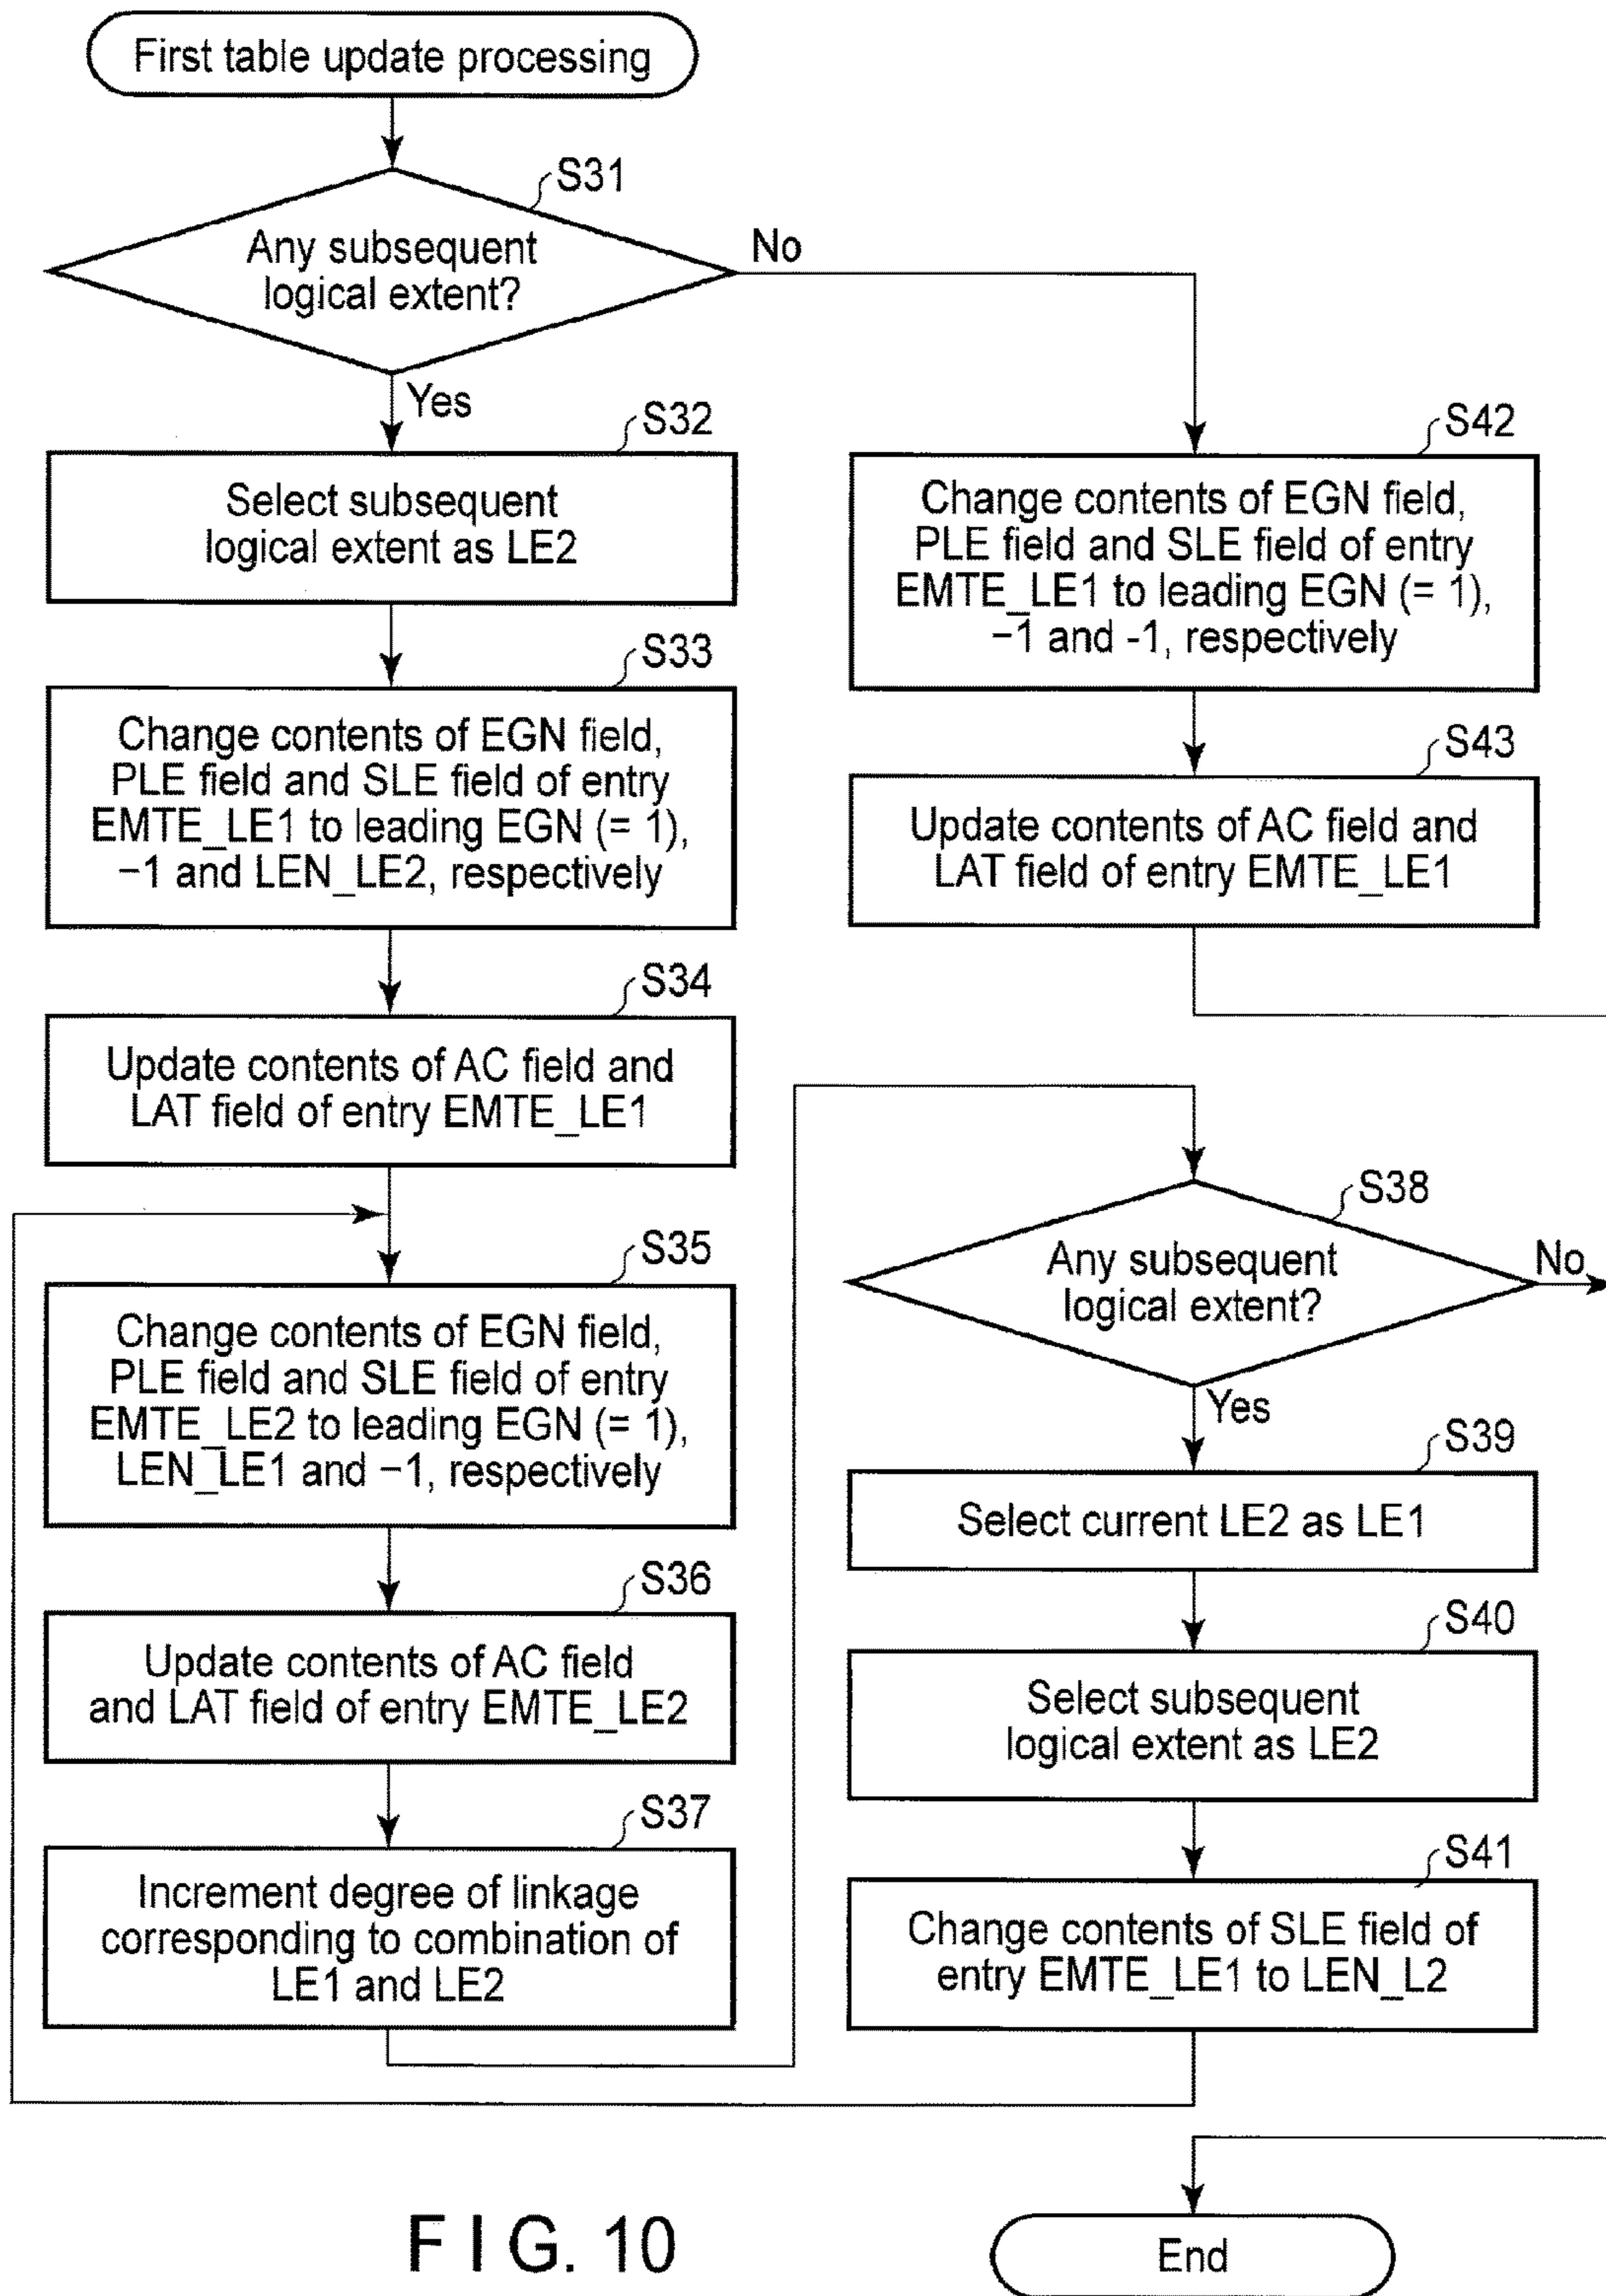 First table update processing
S31
Any subsequent
logical extent?
No
Yes
S32
Select subsequent
logical extent as LE2
S33
Change contents of EGN field,
PLE field and SLE field of entry
EMTE_LE1 to leading EGN (= 1),
−1 and LEN_LE2, respectively
S34
Update contents of AC field and
LAT field of entry EMTE_LE1
S35
Change contents of EGN field,
PLE field and SLE field of entry
EMTE_LE2 to leading EGN (= 1),
LEN_LE1 and −1, respectively
S36
Update contents of AC field
and LAT field of entry EMTE_LE2
S37
Increment degree of linkage
corresponding to combination of
LE1 and LE2
S42
Change contents of EGN field,
PLE field and SLE field of entry
EMTE_LE1 to leading EGN (= 1),
−1 and -1, respectively
S43
Update contents of AC field and
LAT field of entry EMTE_LE1
S38
Any subsequent
logical extent?
No
Yes
S39
Select current LE2 as LE1
S40
Select subsequent
logical extent as LE2
S41
Change contents of SLE field of
entry EMTE_LE1 to LEN_L2
End
F I G. 10